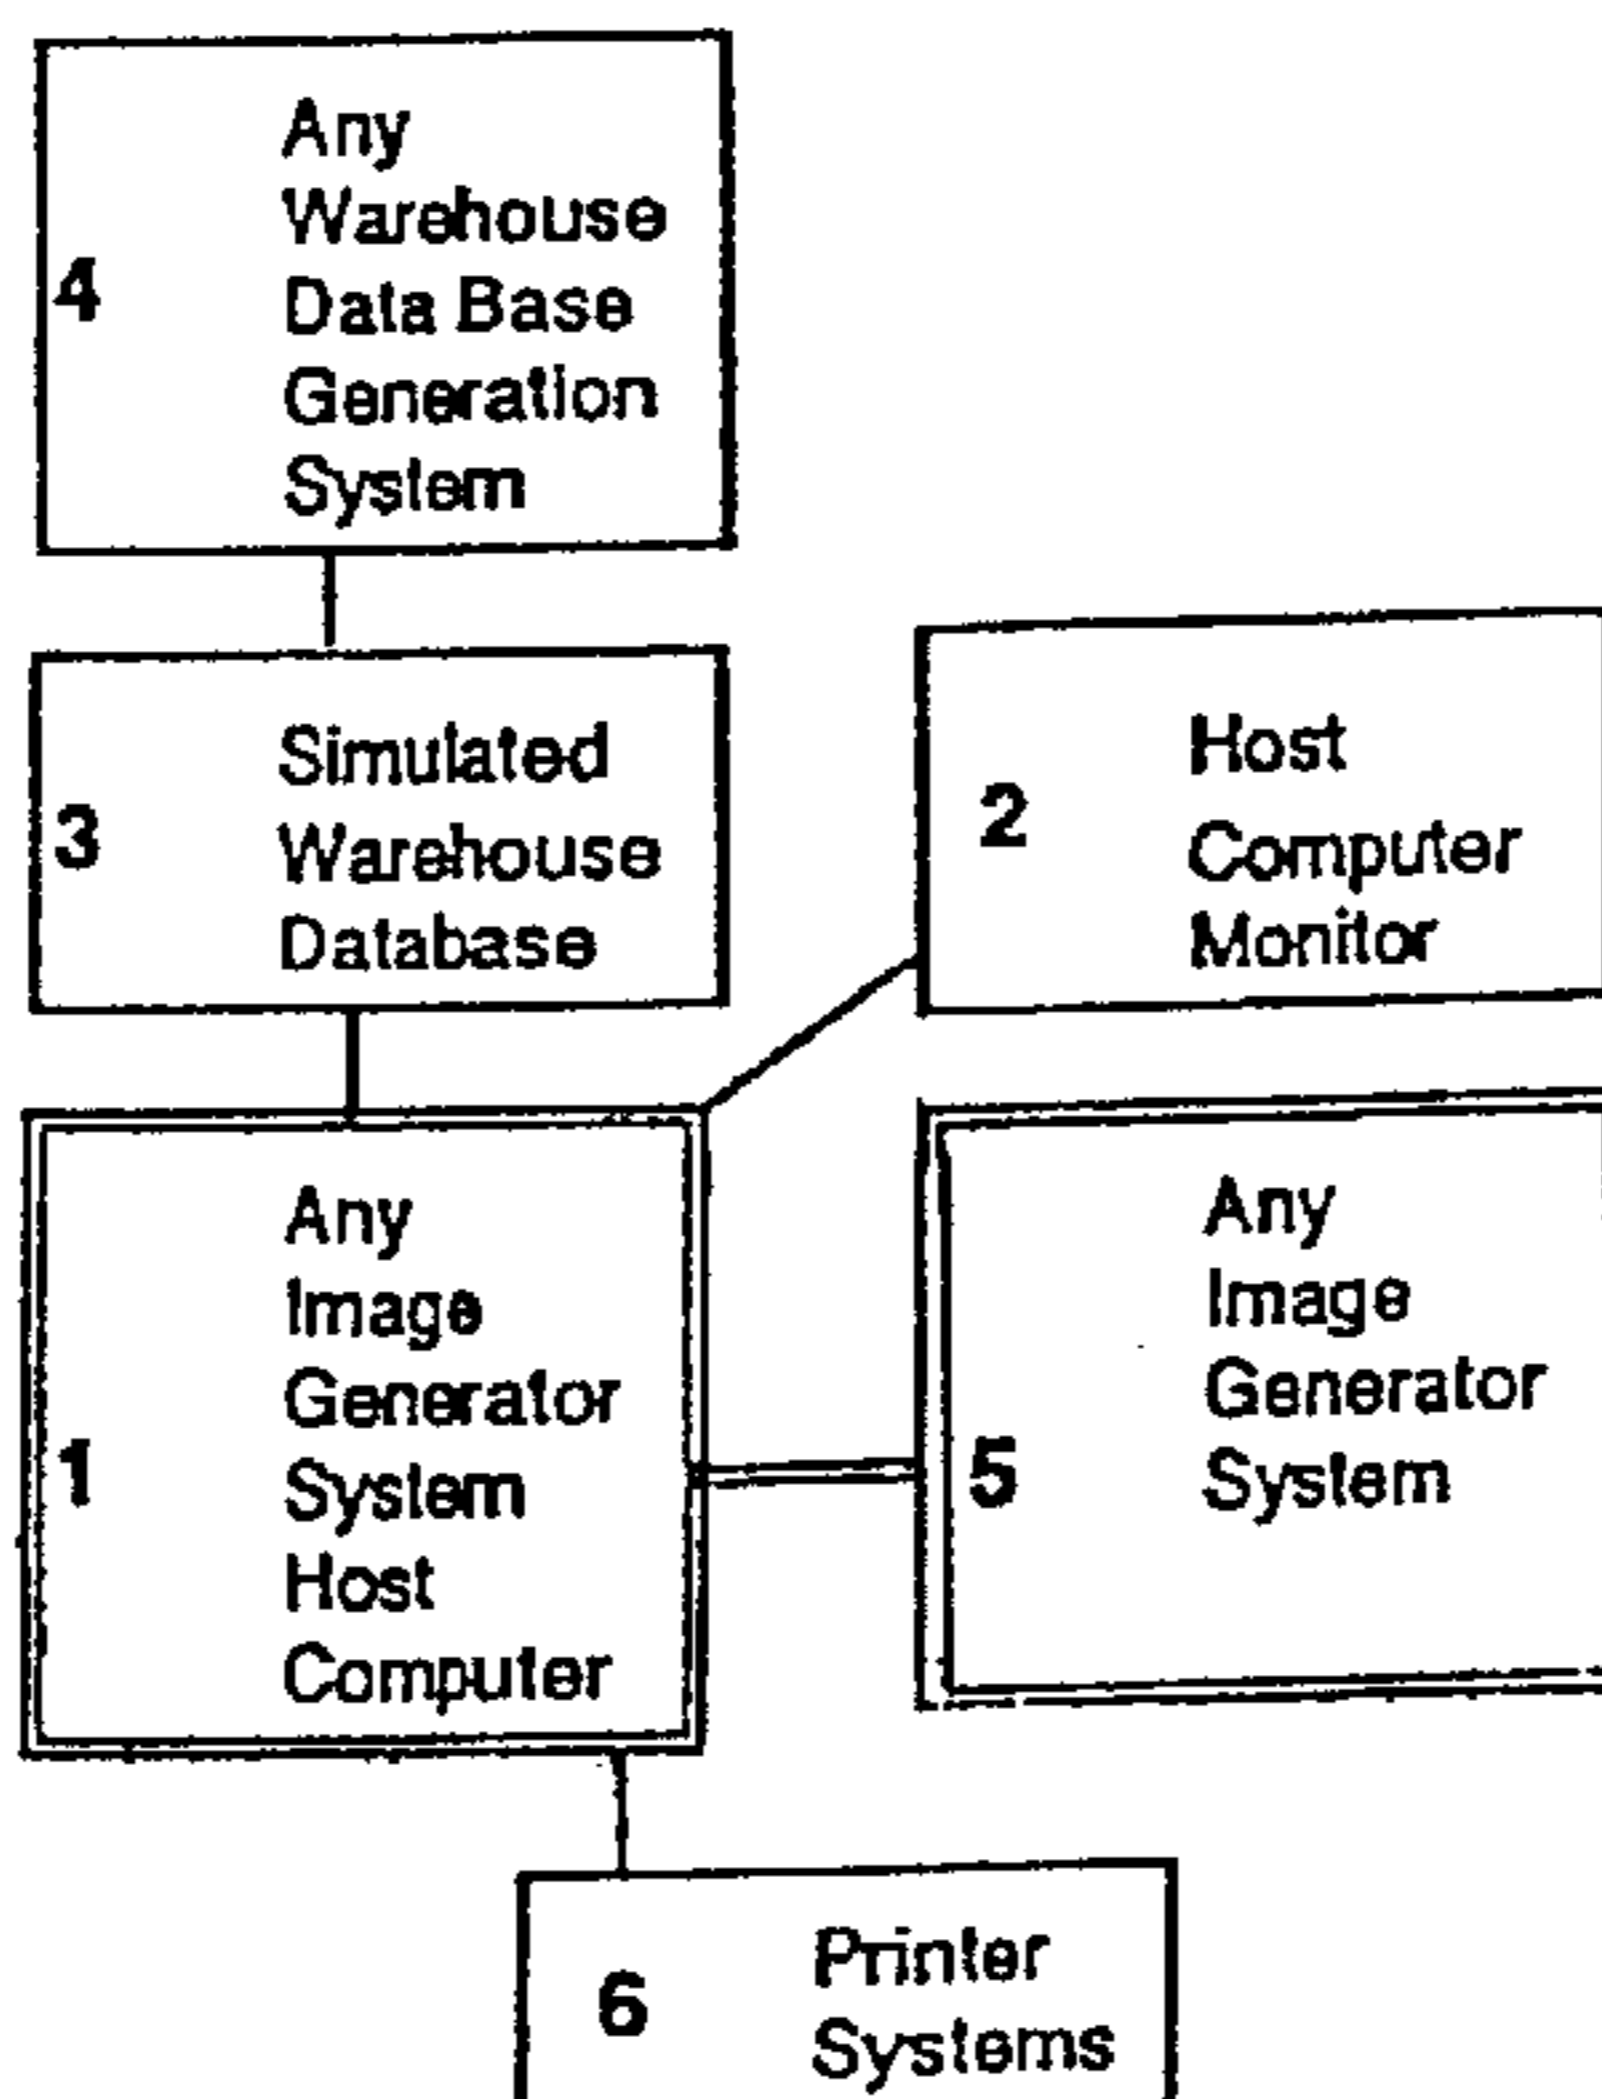 4
Any
Warehouse
Data Base
Generation
System
3
Simulated
Warehouse
Database
2
Host
Computer
Monitor
1
Any
Image
Generator
System
Host
Computer
5
Any
Image
Generator
System
6
Printer
Systems